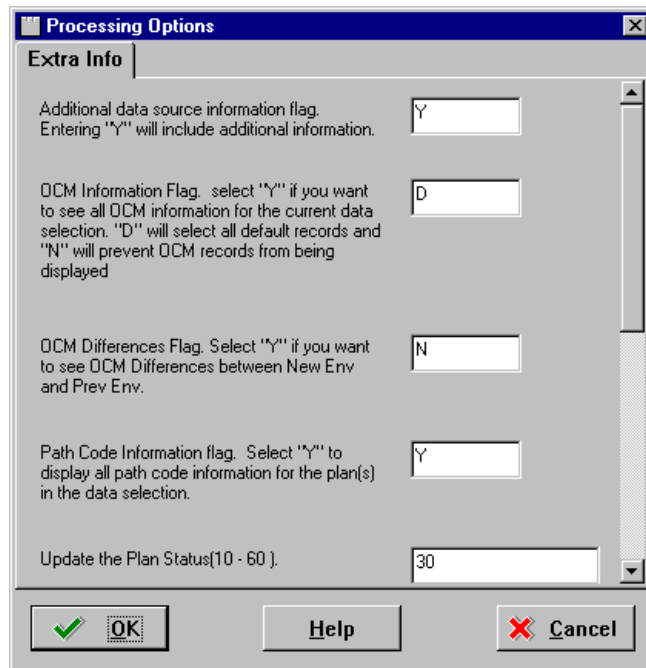 Processing Options
Extra Info
Additional data source information flag.
Entering "Y" will include additional information.
Y
OCM Information Flag.  select "Y" if you want
to see all OCM information for the current data
selection. "D" will select all default records and
"N" will prevent OCM records from being
displayed
D
OCM Differences Flag. Select "Y" if you want
to see OCM Differences between New Env
and Prev Env.
N
Path Code Information flag.  Select "Y" to
display all path code information for the plan(s)
in the data selection.
Y
Update the Plan Status(10 - 60 ).
30
OK
Help
Cancel